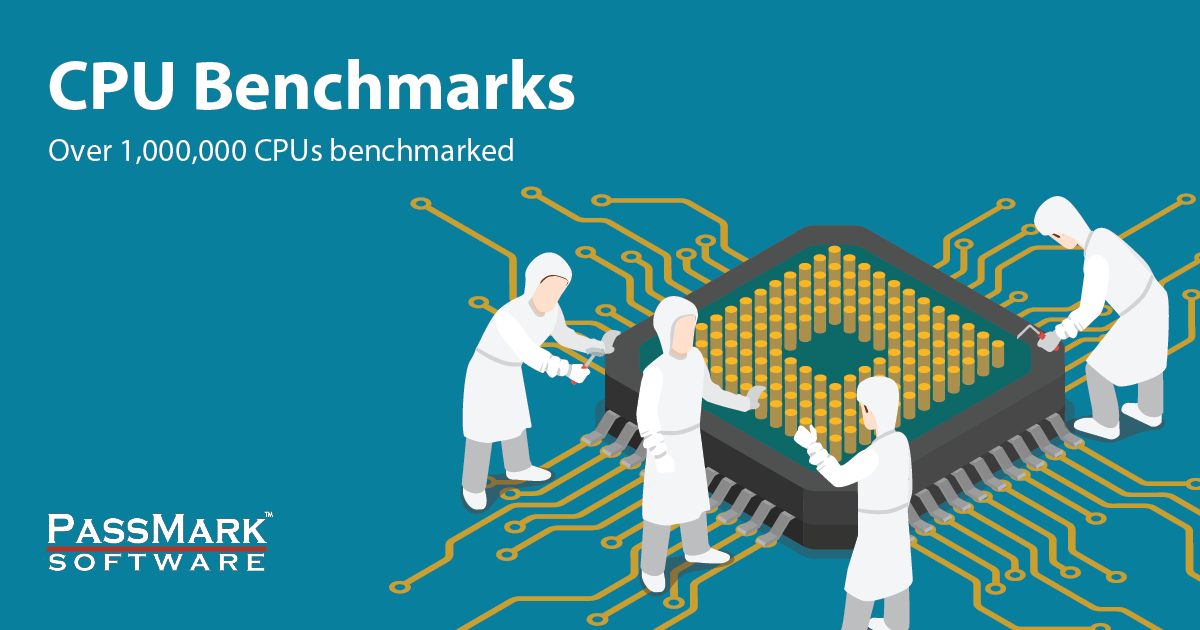 CPU Benchmarks
Over 1,000,000 CPUs benchmarked
PASSMARK™
SOFTWARE